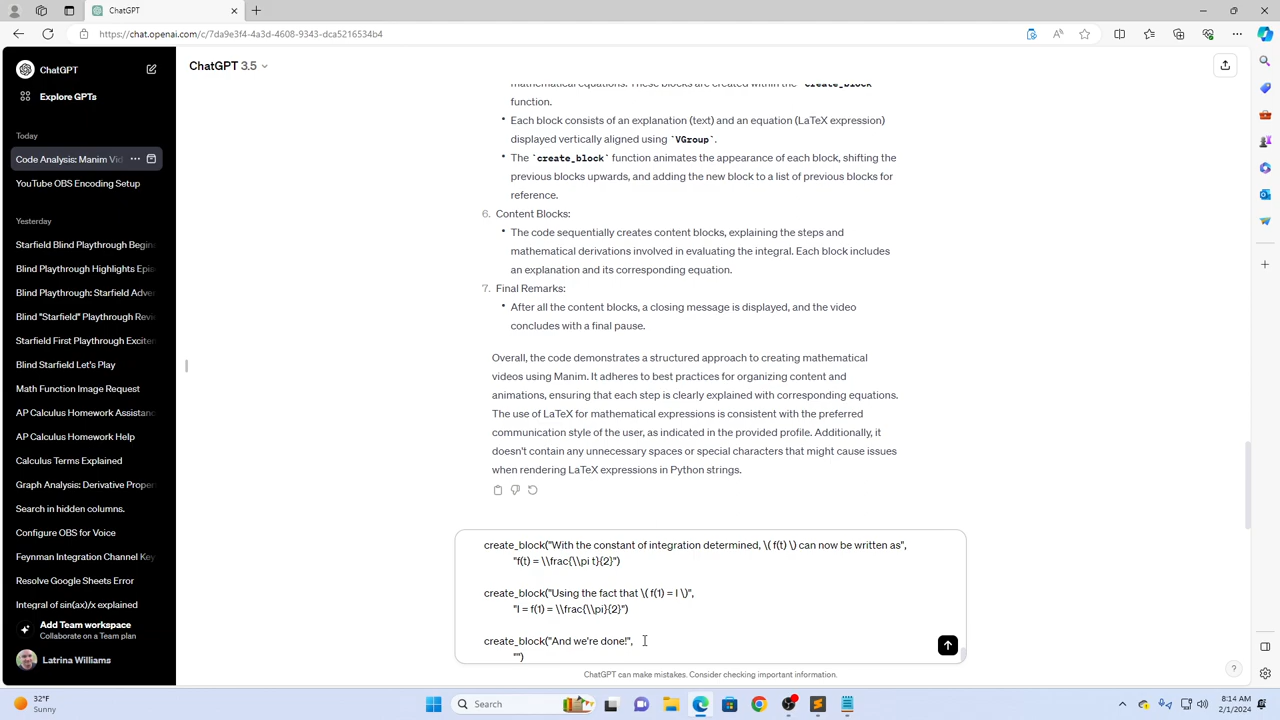 ChatGPT
https://chat.openai.com/c/7da9e3f4-4a3d-4608-9343-dca5216534b4
ChatGPT
Explore GPTs
Today
Code Analysis: Manim Vid
YouTube OBS Encoding Setup
Yesterday
Starfield Blind Playthrough Begin
Blind Playthrough Highlights Epis
Blind Playthrough: Starfield Adve
Blind "Starfield" Playthrough Revi
Starfield First Playthrough Exciten
Blind Starfield Let's Play
Math Function Image Request
AP Calculus Homework Assistanc
AP Calculus Homework Help
Calculus Terms Explained
Graph Analysis: Derivative Proper
Search in hidden columns.
Configure OBS for Voice
Feynman Integration Channel Key
Resolve Google Sheets Error
Integral of sin(ax)/x explained
Add Team workspace
Collaborate on a Team plan
Latrina Williams
ChatGPT 3.5
mathematical equations. These blocks are created within the `create_block`
function.
• Each block consists of an explanation (text) and an equation (LaTeX expression)
displayed vertically aligned using `VGroup`.
• The `create_block` function animates the appearance of each block, shifting the
previous blocks upwards, and adding the new block to a list of previous blocks for
reference.
6. Content Blocks:
• The code sequentially creates content blocks, explaining the steps and
mathematical derivations involved in evaluating the integral. Each block includes
an explanation and its corresponding equation.
7. Final Remarks:
• After all the content blocks, a closing message is displayed, and the video
concludes with a final pause.
Overall, the code demonstrates a structured approach to creating mathematical
videos using Manim. It adheres to best practices for organizing content and
animations, ensuring that each step is clearly explained with corresponding equations.
The use of LaTeX for mathematical expressions is consistent with the preferred
communication style of the user, as indicated in the provided profile. Additionally, it
doesn't contain any unnecessary spaces or special characters that might cause issues
when rendering LaTeX expressions in Python strings.
create_block("With the constant of integration determined, \( f(t) \) can now be written as",
"f(t) = \\frac{\\pi t}{2}")
create_block("Using the fact that \( f(1) = I \)",
"I = f(1) = \\frac{\\pi}{2}")
create_block("And we're done!",
"")
ChatGPT can make mistakes. Consider checking important information.
?
32°F
Sunny
Search
8:14 AM
2/1/2024